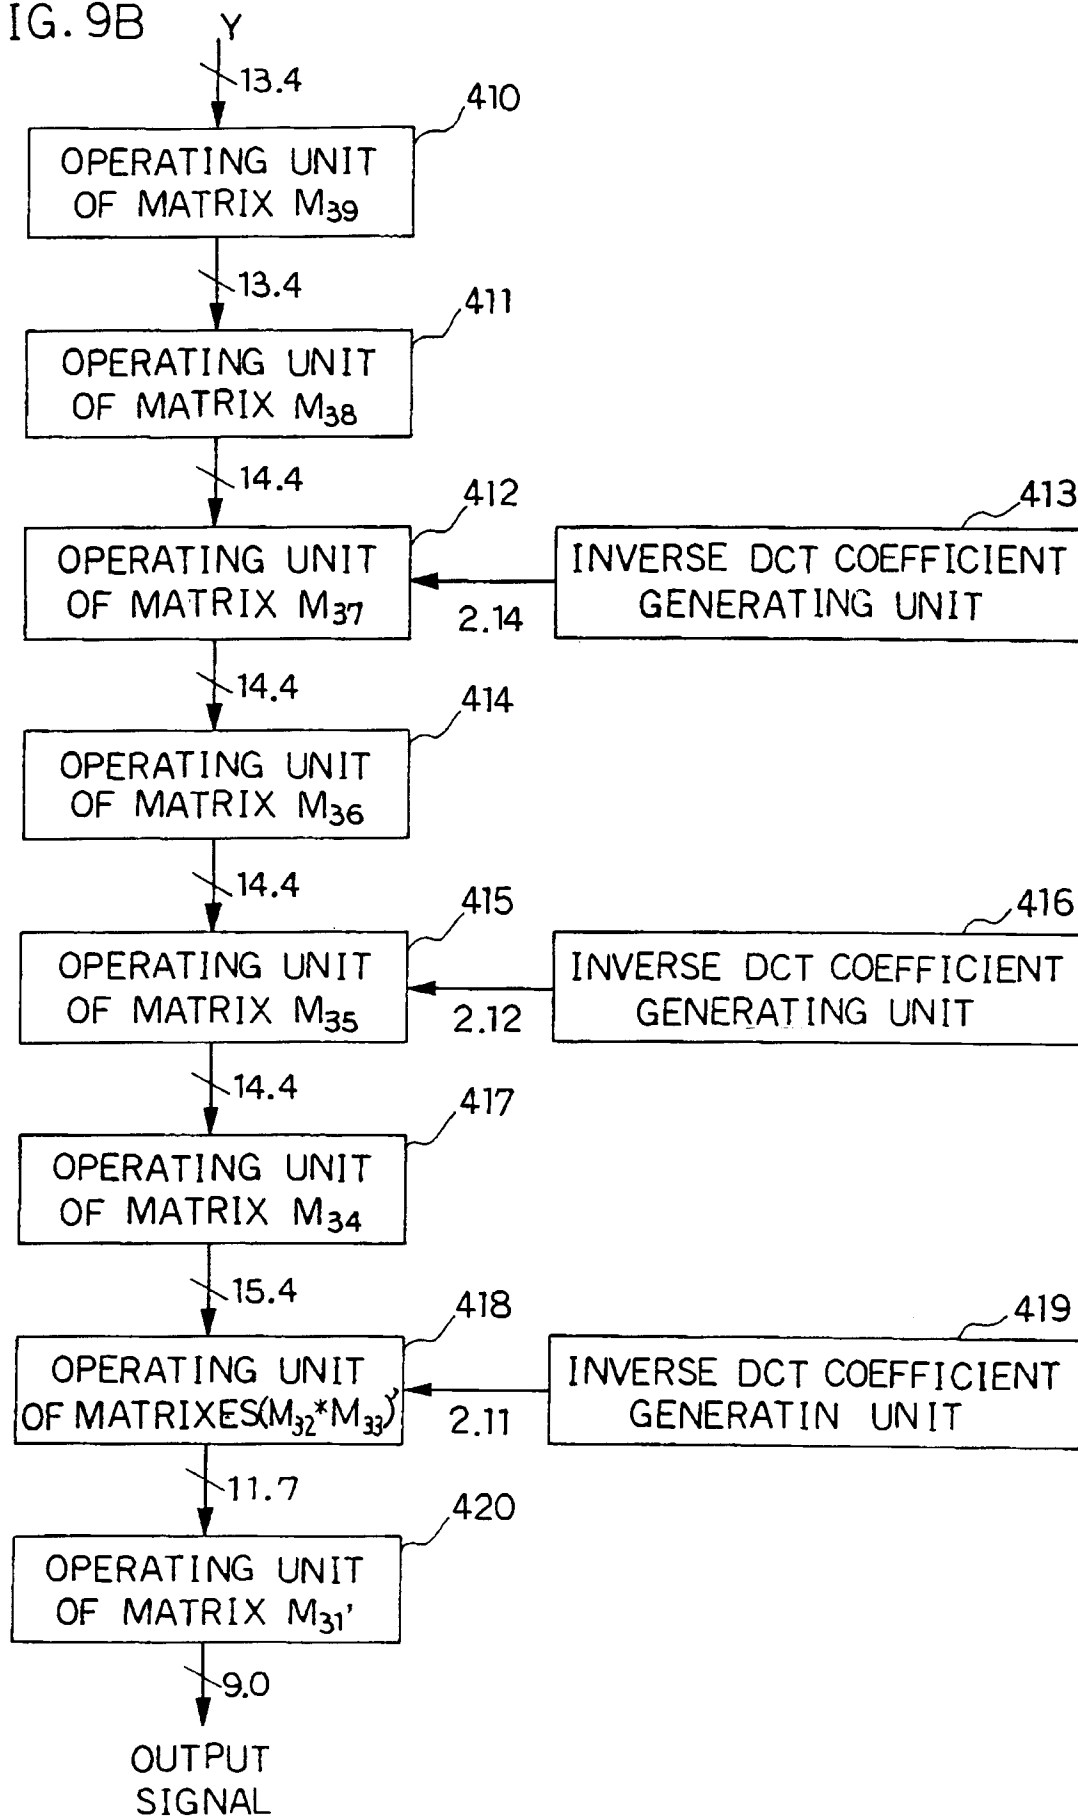 IG. 9B
Y
13.4
410
OPERATING UNIT
OF MATRIX M39
13.4
411
OPERATING UNIT
OF MATRIX M38
14.4
412
413
OPERATING UNIT
OF MATRIX M37
INVERSE DCT COEFFICIENT
GENERATING UNIT
2.14
14.4
414
OPERATING UNIT
OF MATRIX M36
14.4
415
416
OPERATING UNIT
OF MATRIX M35
INVERSE DCT COEFFICIENT
GENERATING UNIT
2.12
14.4
417
OPERATING UNIT
OF MATRIX M34
15.4
418
419
OPERATING UNIT
OF MATRIXES(M32*M33)'
INVERSE DCT COEFFICIENT
GENERATIN UNIT
2.11
11.7
420
OPERATING UNIT
OF MATRIX M31'
9.0
OUTPUT
SIGNAL